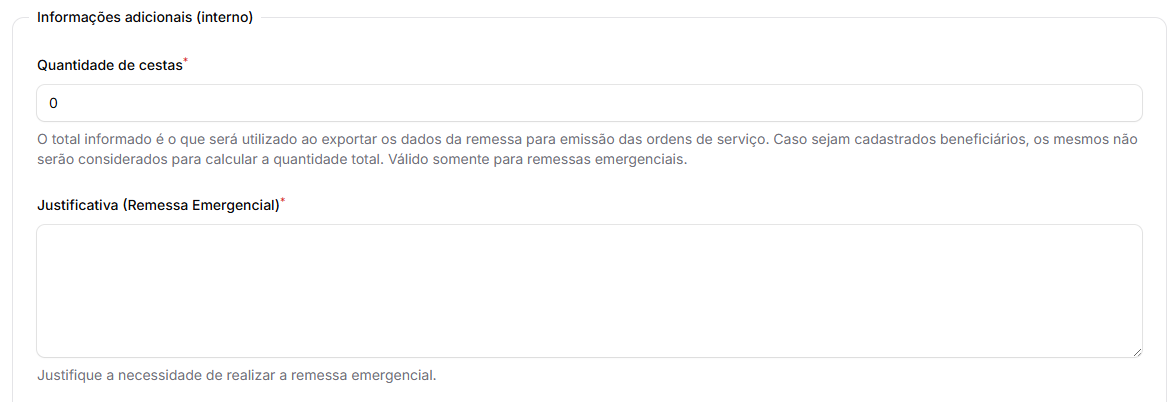 Informações adicionais (interno)
Quantidade de cestas*
0
O total informado é o que será utilizado ao exportar os dados da remessa para emissão das ordens de serviço. Caso sejam cadastrados beneficiários, os mesmos não
serão considerados para calcular a quantidade total. Válido somente para remessas emergenciais.
Justificativa (Remessa Emergencial)*
Justifique a necessidade de realizar a remessa emergencial.